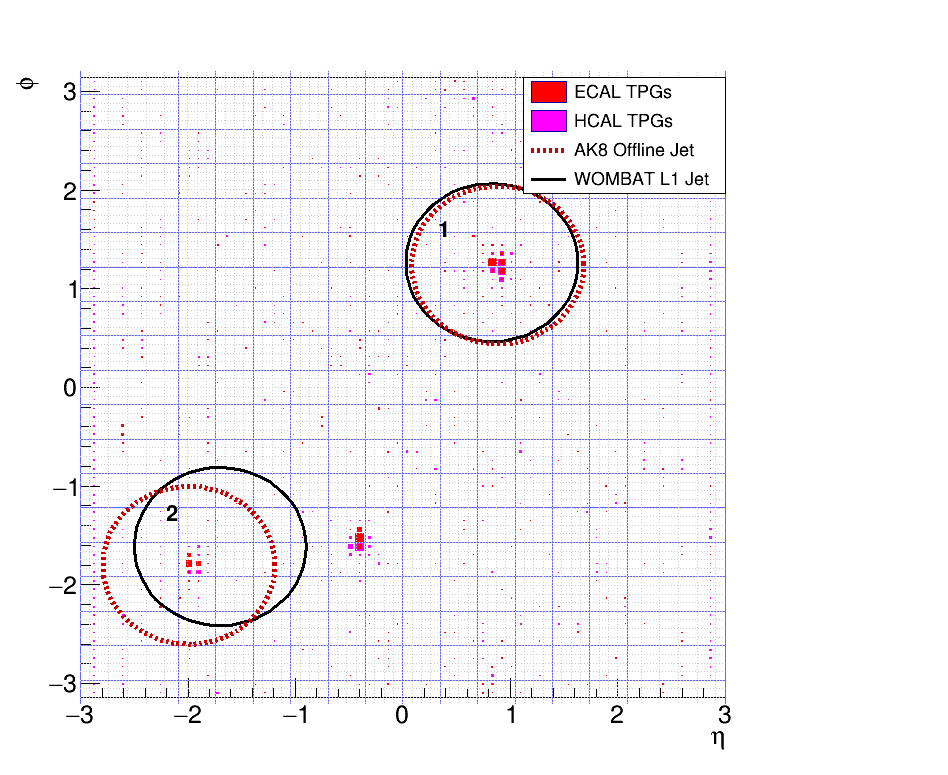 φ
3
2
1
0
−1
−2
−3
ECAL TPGs
HCAL TPGs
AK8 Offline Jet
WOMBAT L1 Jet
1
2
−3 −2 −1 0 1 2 3
η